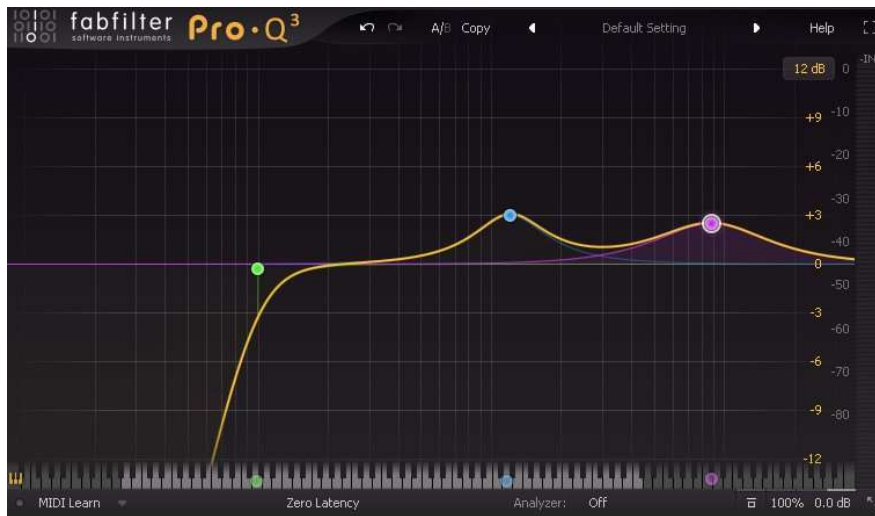 fabfilter
software instruments
Pro·Q³
A/B Copy Default Setting Help
-IN
12 dB 0
+9 -10
-20
+6
-30
+3
-40
0
-50
-3
-60
-6
-70
-9 -80
-12
MIDI Learn Zero Latency Analyzer: Off 100% 0.0 dB